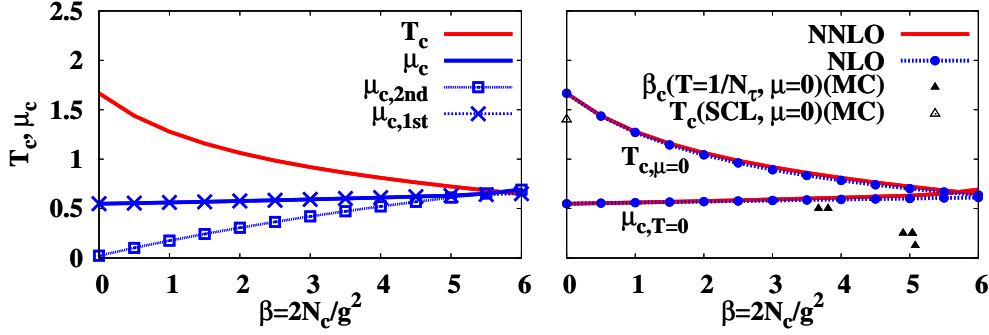 2.5
2
1.5
1
0.5
0
T_c, μ_c
T_c
μ_c
μ_c,2nd
μ_c,1st
0 1 2 3 4 5 6
β=2N_c/g^2
NNLO
NLO
β_c(T=1/N_τ, μ=0)(MC)
T_c(SCL, μ=0)(MC)
T_c,μ=0
μ_c,T=0
0 1 2 3 4 5 6
β=2N_c/g^2